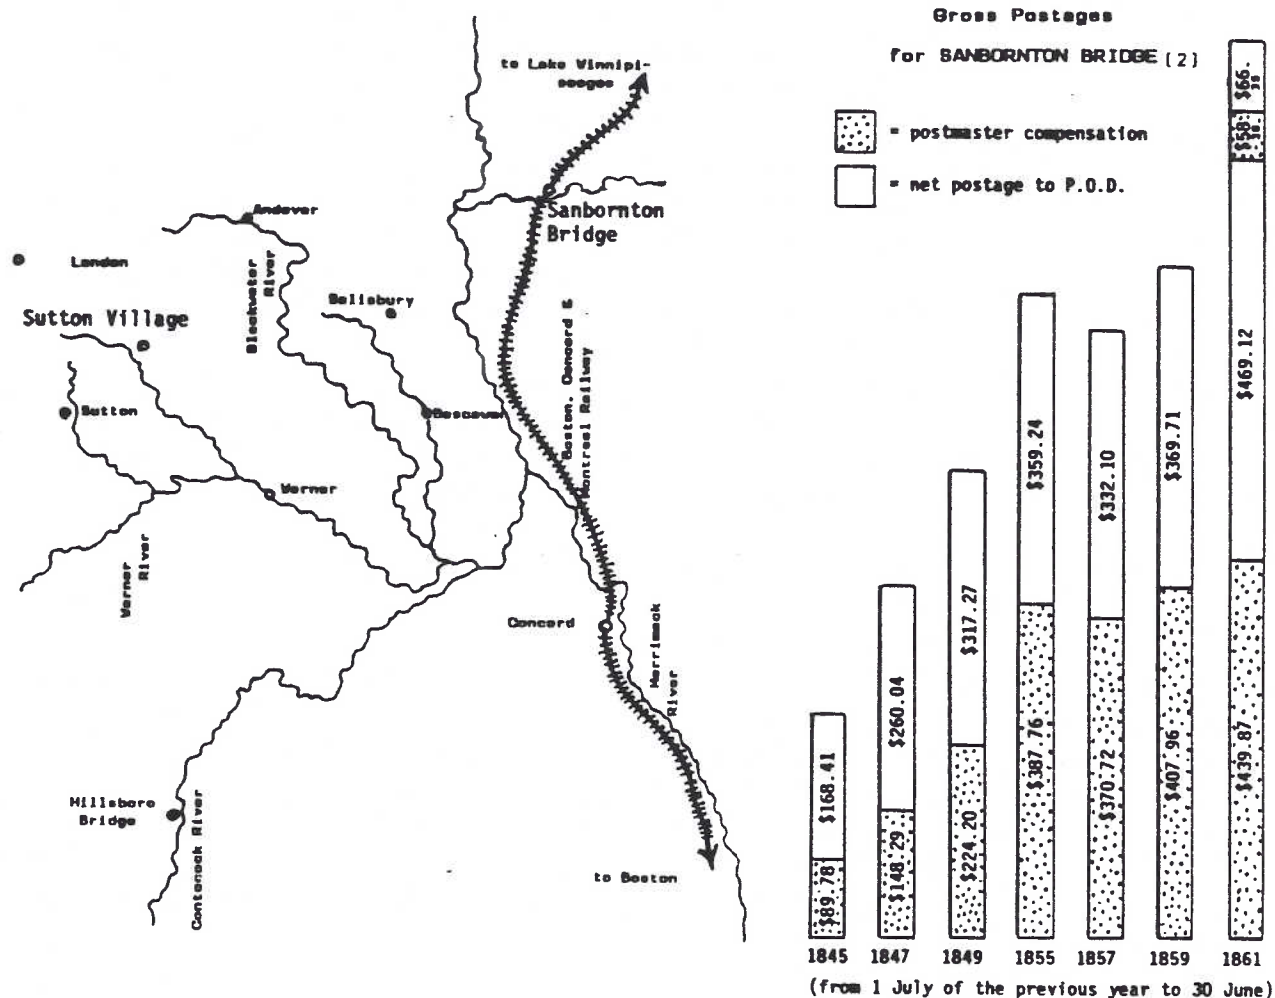 Gross Postages
for SANBORNTON BRIDGE [2]
= postmaster compensation
= net postage to P.O.D.
to Lake Winnipi-
seogee
Sanbornton
Bridge
Andover
London
Blackwater
River
Salisbury
Sutton Village
Boston, Concord &
Montreal Railway
Sutton
Boscawen
Warner
Warner
River
Concord
Merrimack
River
Hillsboro
Bridge
Contoocook River
to Boston
$168.41
$89.78
$260.04
$148.29
$317.27
$224.20
$359.24
$387.76
$332.10
$370.72
$369.71
$407.96
$66.
$58.
$469.12
$439.87
1845 1847 1849 1855 1857 1859 1861
(from 1 July of the previous year to 30 June)